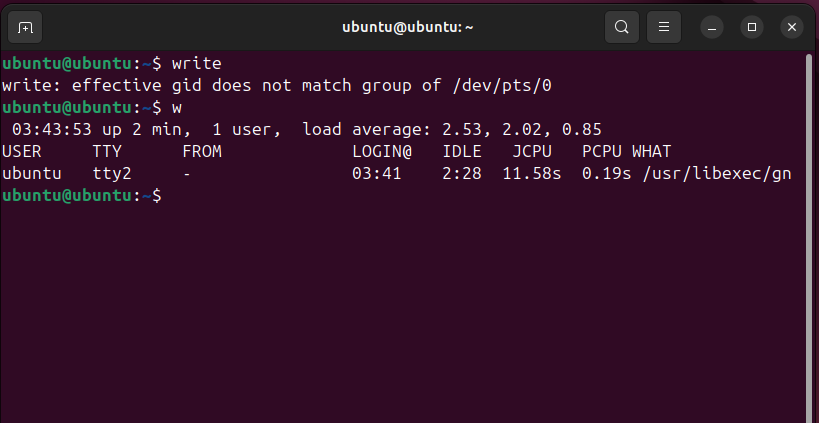 ubuntu@ubuntu: ~
ubuntu@ubuntu:~$ write
write: effective gid does not match group of /dev/pts/0
ubuntu@ubuntu:~$ w
 03:43:53 up 2 min,  1 user,  load average: 2.53, 2.02, 0.85
USER     TTY      FROM             LOGIN@   IDLE   JCPU   PCPU WHAT
ubuntu   tty2     -                03:41    2:28  11.58s  0.19s /usr/libexec/gn
ubuntu@ubuntu:~$